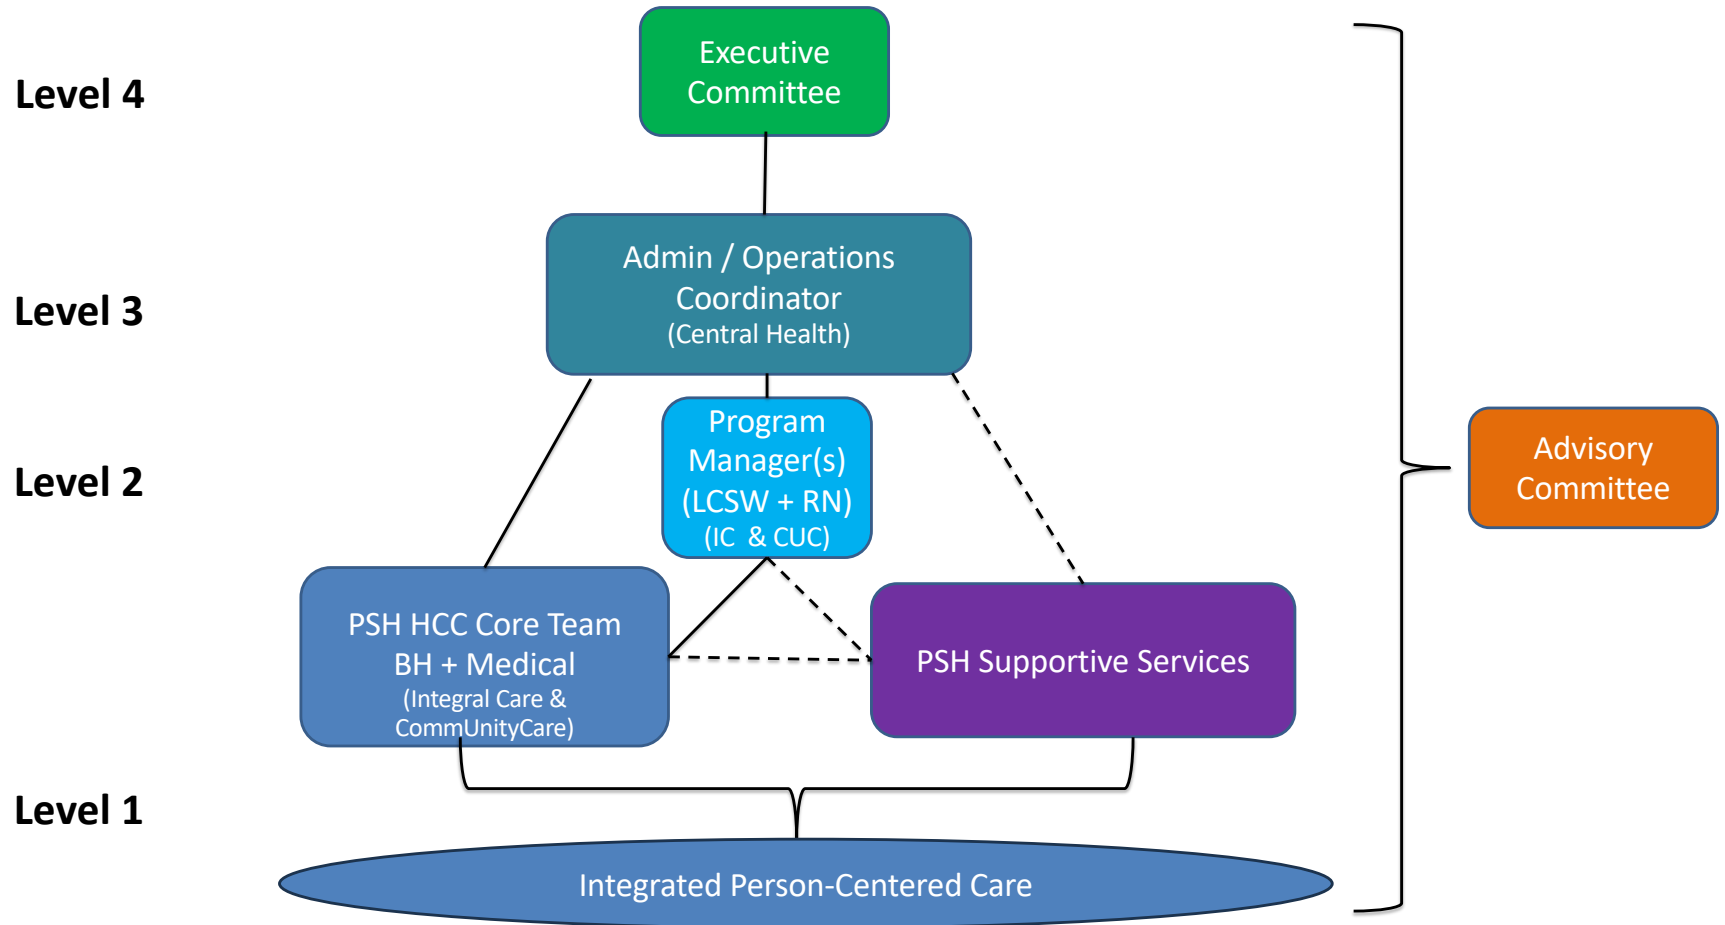 Level 4
Executive
Committee
Level 3
Admin / Operations
Coordinator
(Central Health)
Level 2
Program
Manager(s)
(LCSW + RN)
(IC & CUC)
Advisory
Committee
PSH HCC Core Team
BH + Medical
(Integral Care &
CommUnityCare)
PSH Supportive Services
Level 1
Integrated Person-Centered Care